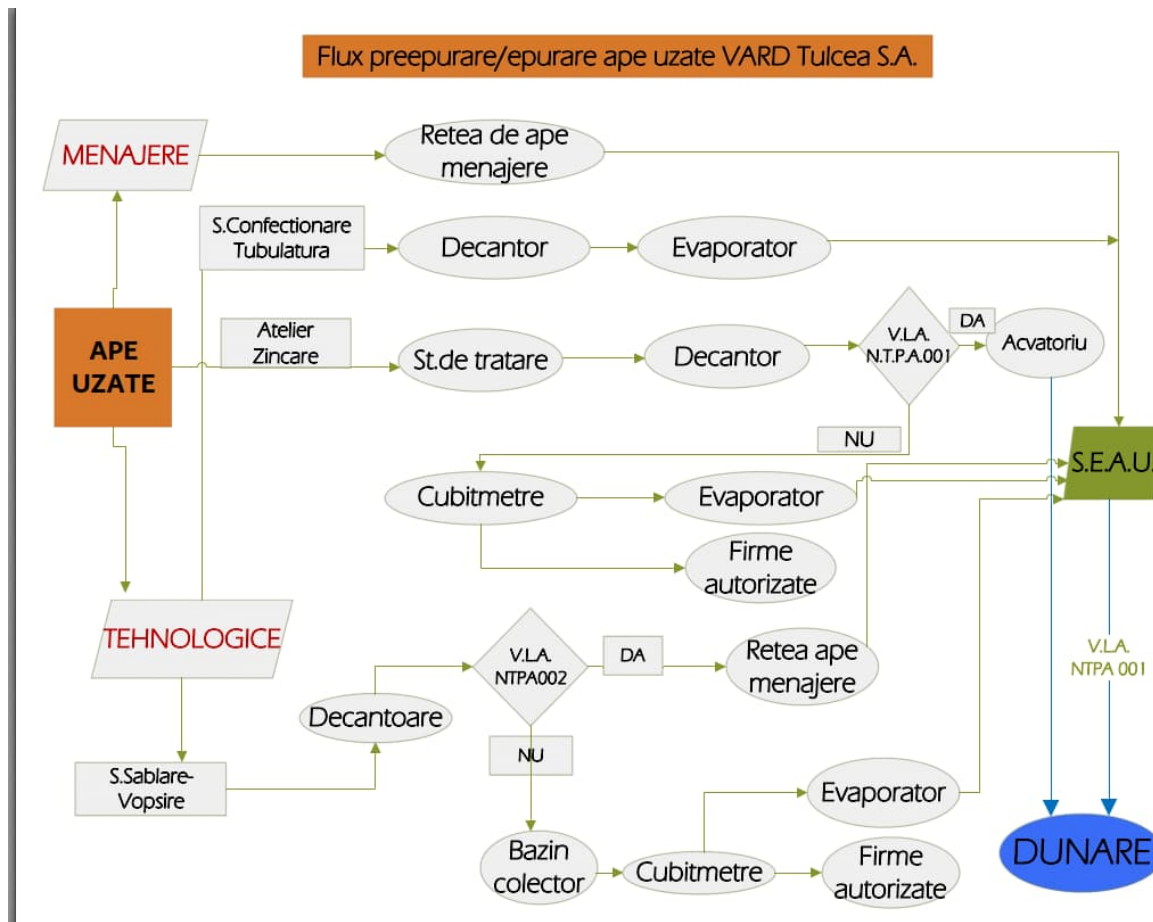 Flux preepurare/epurare ape uzate VARD Tulcea S.A.
MENAJERE
Retea de ape
menajere
S.Confectionare
Tubulatura
Decantor
Evaporator
APE
UZATE
Atelier
Zincare
St.de tratare
Decantor
V.L.A.
N.T.P.A.001
DA
Acvatoriu
NU
S.E.A.U.
Cubitmetre
Evaporator
Firme
autorizate
TEHNOLOGICE
V.L.A.
NTPA002
DA
Retea ape
menajere
V.L.A.
NTPA 001
Decantoare
NU
S.Sablare-
Vopsire
Evaporator
Bazin
colector
Cubitmetre
Firme
autorizate
DUNARE